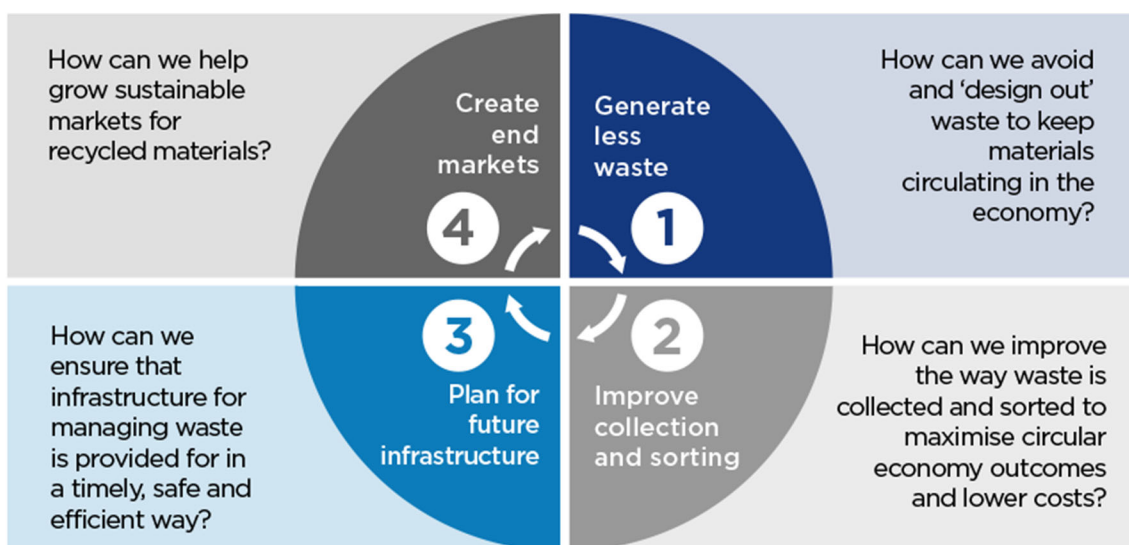 How can we help
grow sustainable
markets for
recycled materials?
Create
end
markets
4
Generate
less
waste
1
How can we avoid
and ‘design out’
waste to keep
materials
circulating in the
economy?
How can we
ensure that
infrastructure for
managing waste
is provided for in
a timely, safe and
efficient way?
3
Plan for
future
infrastructure
2
Improve
collection
and sorting
How can we improve
the way waste is
collected and sorted to
maximise circular
economy outcomes
and lower costs?